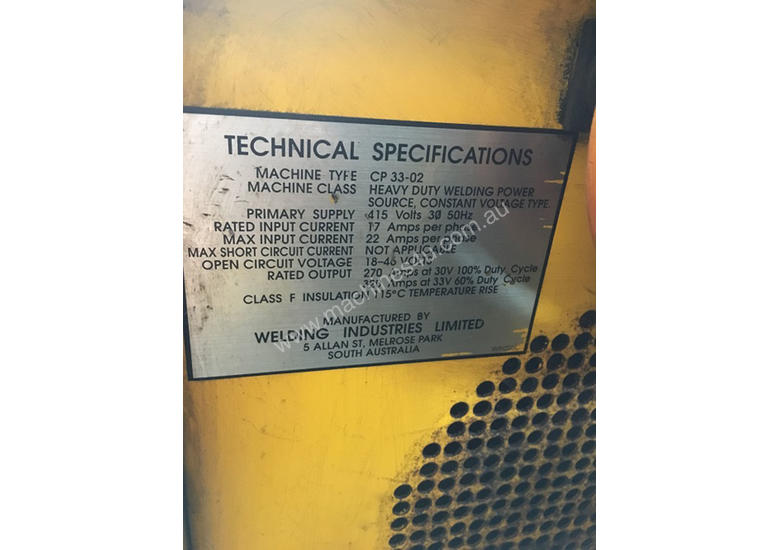 TECHNICAL SPECIFICATIONS
MACHINE TYPE CP 33-02
MACHINE CLASS HEAVY DUTY WELDING POWER
SOURCE, CONSTANT VOLTAGE TYPE.
PRIMARY SUPPLY 415 Volts 3Ø 50Hz
RATED INPUT CURRENT 17 Amps per phase
MAX INPUT CURRENT 22 Amps per phase
MAX SHORT CIRCUIT CURRENT NOT APPLICABLE
OPEN CIRCUIT VOLTAGE 18-46 VOLTS
RATED OUTPUT 270 Amps at 30V 100% Duty Cycle
Amps at 33V 60% Duty Cycle
CLASS F INSULATION 115°C TEMPERATURE RISE
MANUFACTURED BY
WELDING INDUSTRIES LIMITED
5 ALLAN ST, MELROSE PARK
SOUTH AUSTRALIA